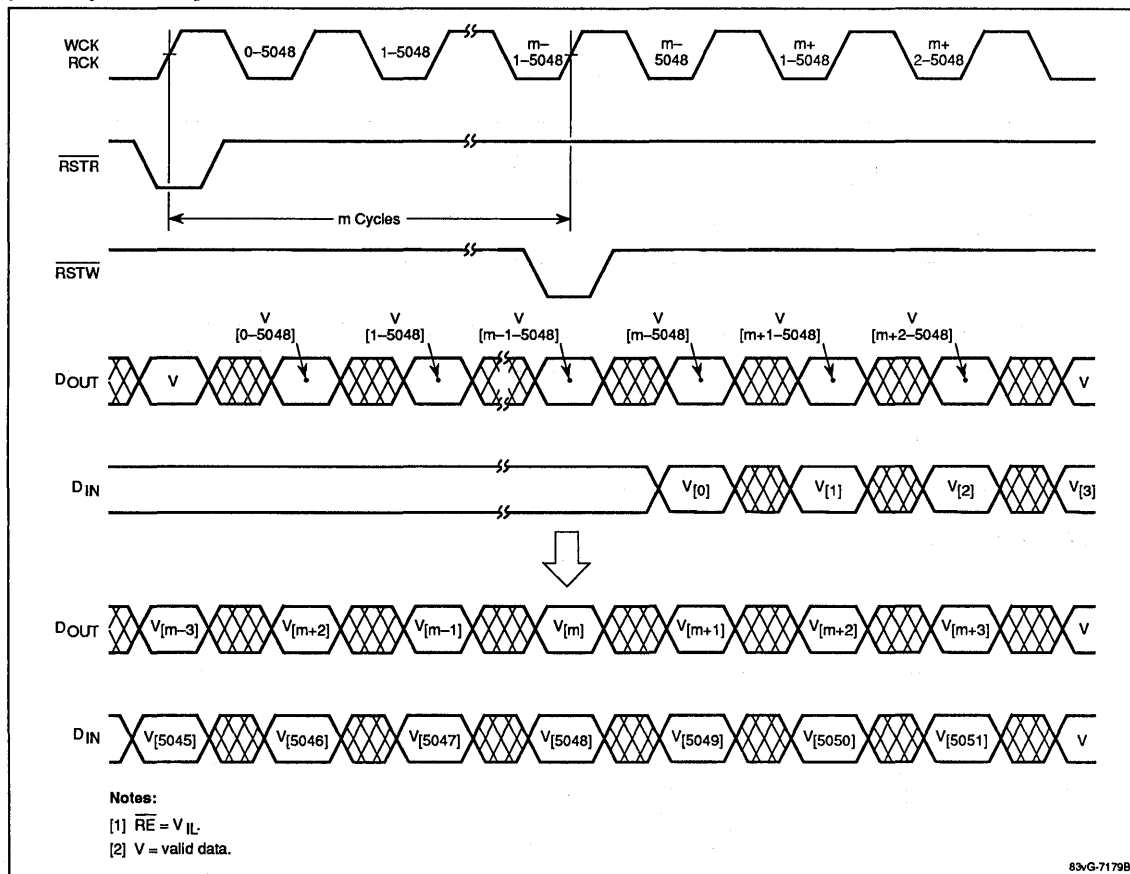 WCK
RCK
0–5048
1–5048
m–
1–5048
m–
5048
m+
1–5048
m+
2–5048
RSTR
m Cycles
RSTW
V
[0–5048]
V
[1–5048]
V
[m–1–5048]
V
[m–5048]
V
[m+1–5048]
V
[m+2–5048]
DOUT
V
V
DIN
V[0]
V[1]
V[2]
V[3]
DOUT
V[m–3]
V[m+2]
V[m–1]
V[m]
V[m+1]
V[m+2]
V[m+3]
V
DIN
V[5045]
V[5046]
V[5047]
V[5048]
V[5049]
V[5050]
V[5051]
V
Notes:
[1] RE = VIL.
[2] V = valid data.
83vG-7179B